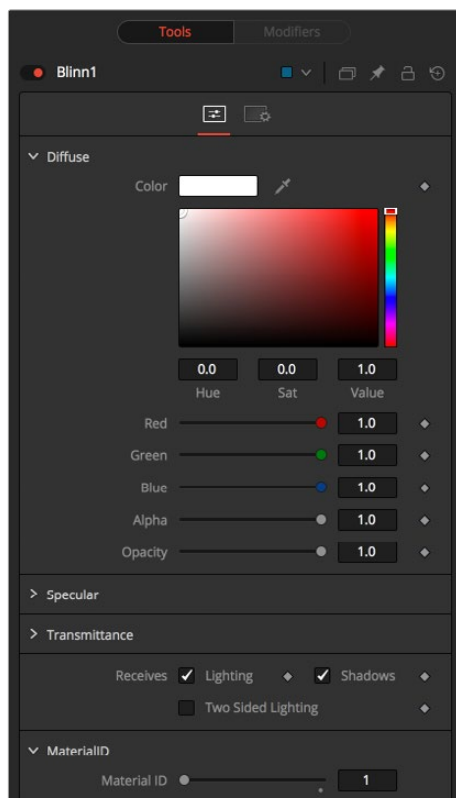 Tools Modifiers
Blinn1
Diffuse
Color
0.0 0.0 1.0
Hue Sat Value
Red 1.0
Green 1.0
Blue 1.0
Alpha 1.0
Opacity 1.0
Specular
Transmittance
Receives Lighting Shadows
Two Sided Lighting
MaterialID
Material ID 1